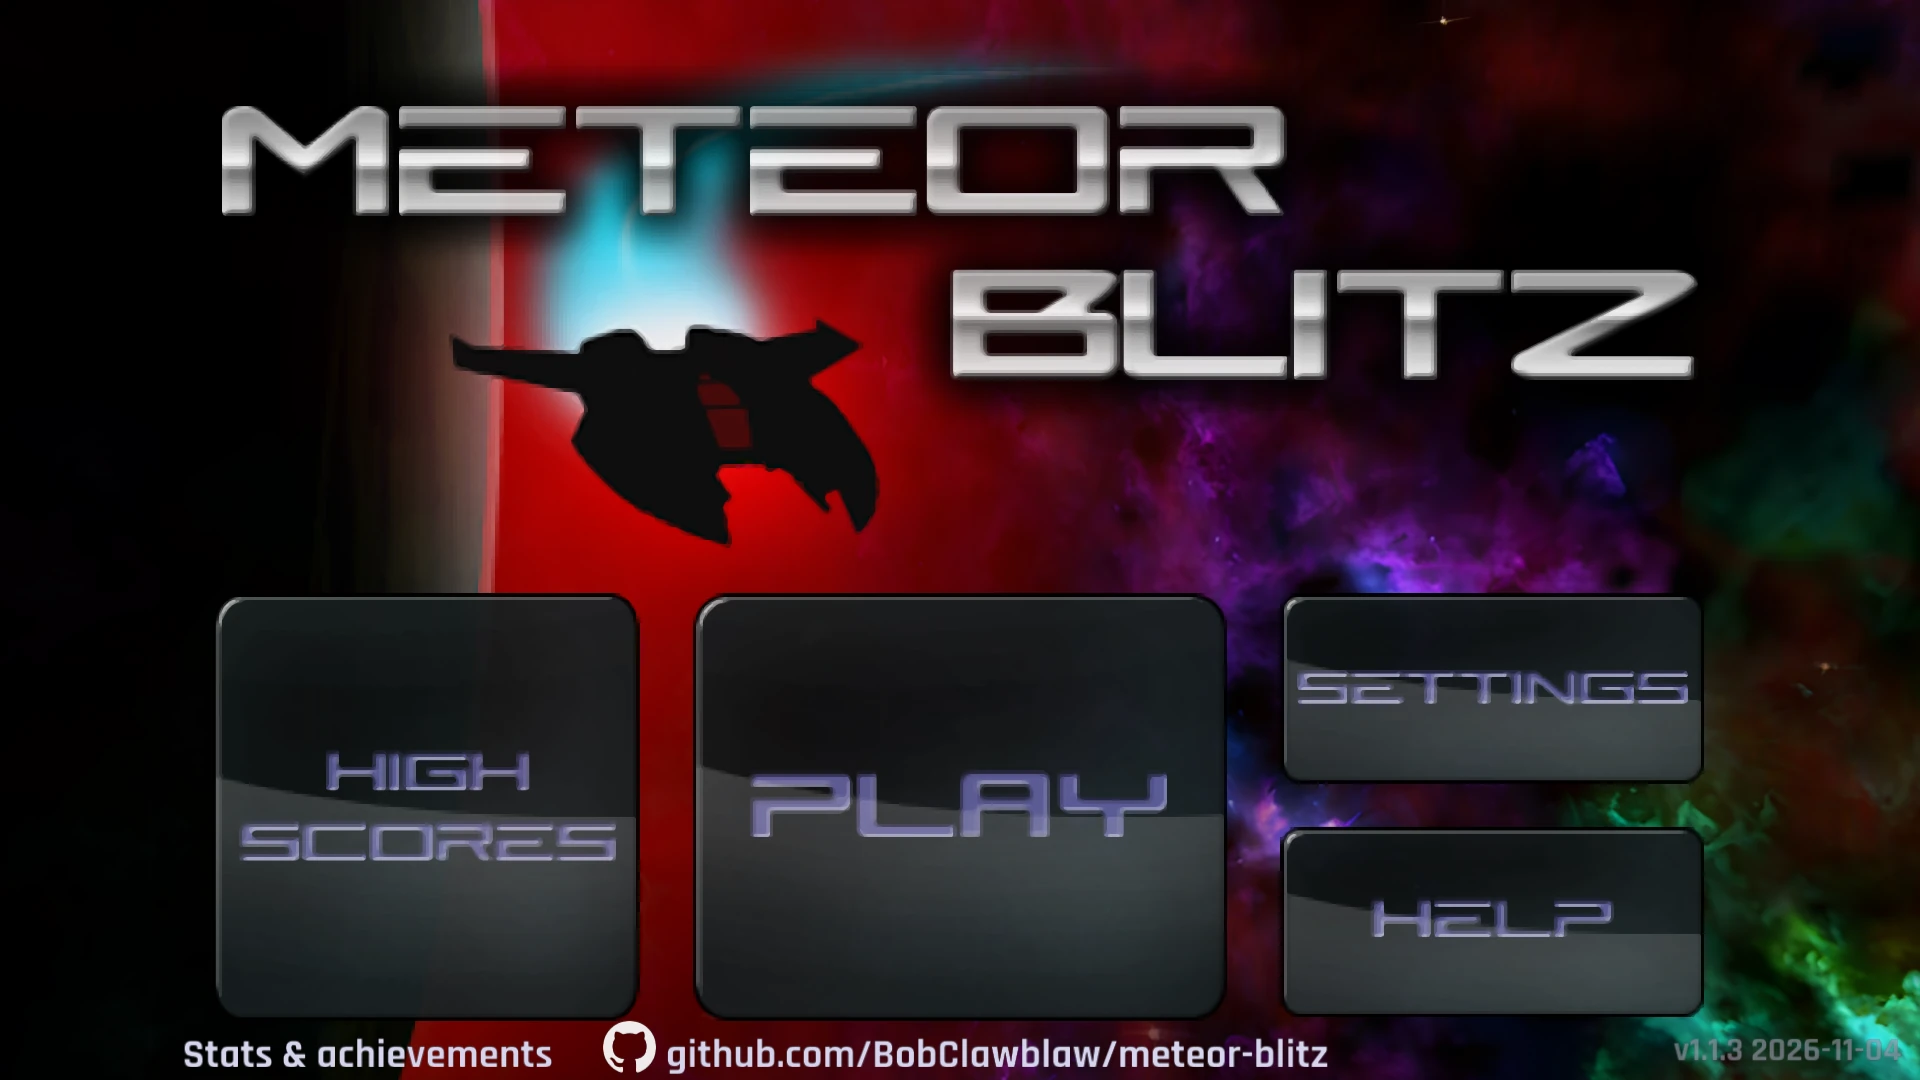 METEOR
BLITZ
HIGH
SCORES
PLAY
SETTINGS
HELP
Stats & achievements
github.com/BobClawblaw/meteor-blitz
v1.1.3 2026-11-04